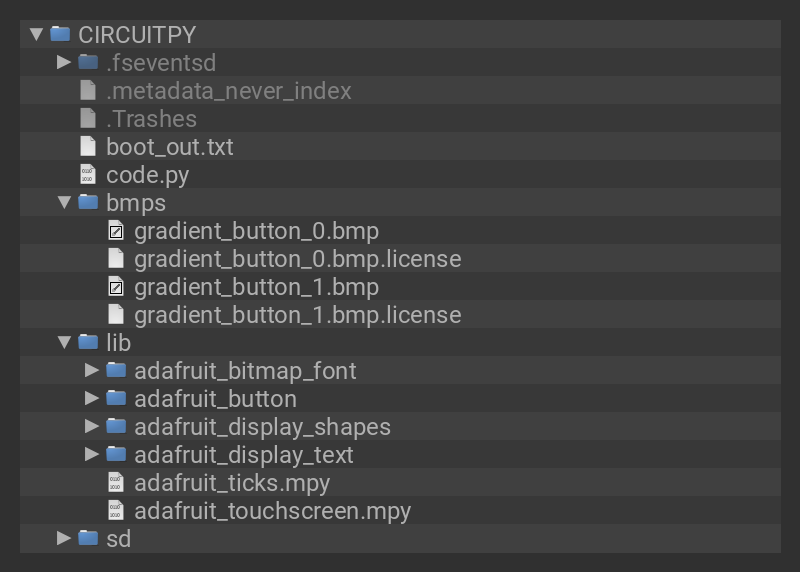 CIRCUITPY
.fseventsd
.metadata_never_index
.Trashes
boot_out.txt
code.py
bmps
gradient_button_0.bmp
gradient_button_0.bmp.license
gradient_button_1.bmp
gradient_button_1.bmp.license
lib
adafruit_bitmap_font
adafruit_button
adafruit_display_shapes
adafruit_display_text
adafruit_ticks.mpy
adafruit_touchscreen.mpy
sd